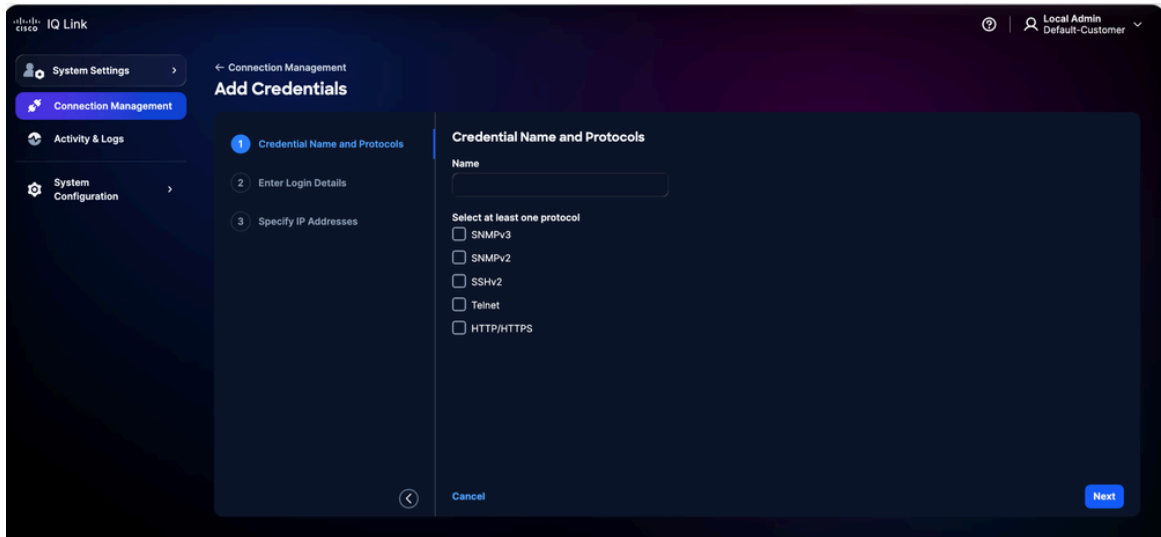 cisco IQ Link
Local Admin
Default-Customer
System Settings
Connection Management
Activity & Logs
System
Configuration
← Connection Management
Add Credentials
1 Credential Name and Protocols
2 Enter Login Details
3 Specify IP Addresses
Credential Name and Protocols
Name
Select at least one protocol
SNMPv3
SNMPv2
SSHv2
Telnet
HTTP/HTTPS
Cancel
Next